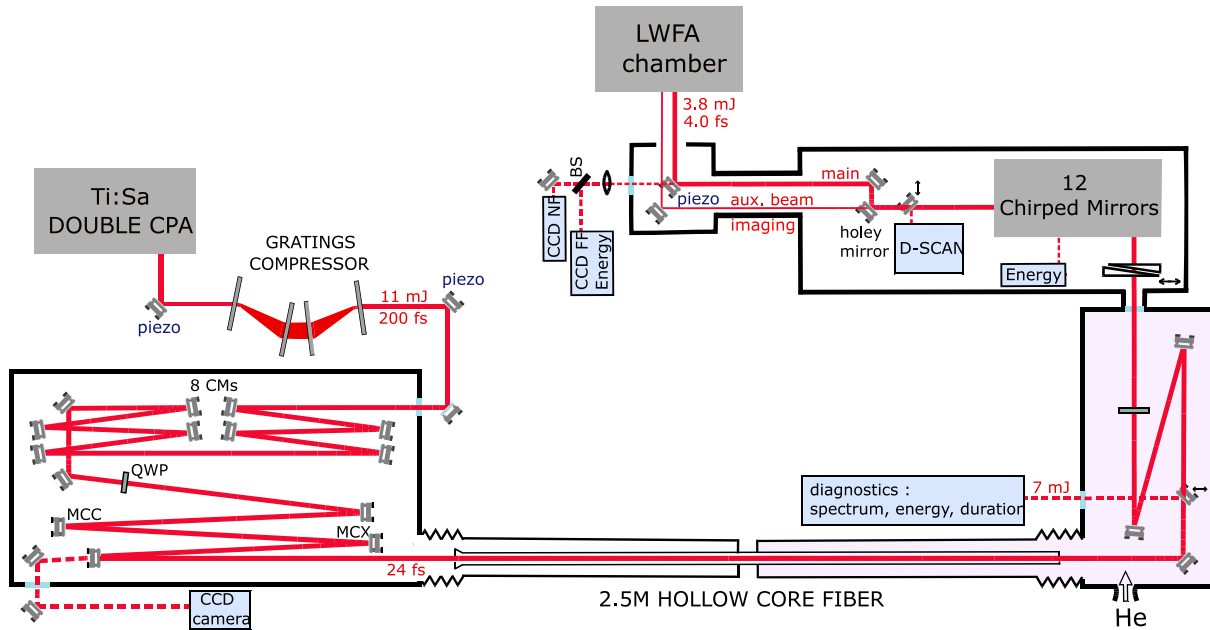 LWFA
chamber
3.8 mJ
4.0 fs
Ti:Sa
DOUBLE CPA
GRATINGS
COMPRESSOR
piezo
11 mJ
200 fs
piezo
BS
CCD NF
CCD FF
Energy
piezo
main
aux. beam
imaging
holey
mirror
D-SCAN
12
Chirped Mirrors
Energy
8 CMs
QWP
MCC
MCX
24 fs
CCD
camera
diagnostics :
spectrum, energy, duration
7 mJ
2.5M HOLLOW CORE FIBER
He